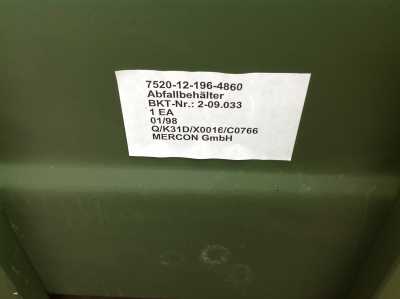 7520-12-196-4860
Abfallbehälter
BKT-Nr.: 2-09.033
1 EA
01/98
Q/K31D/X0016/C0766
MERCON GmbH